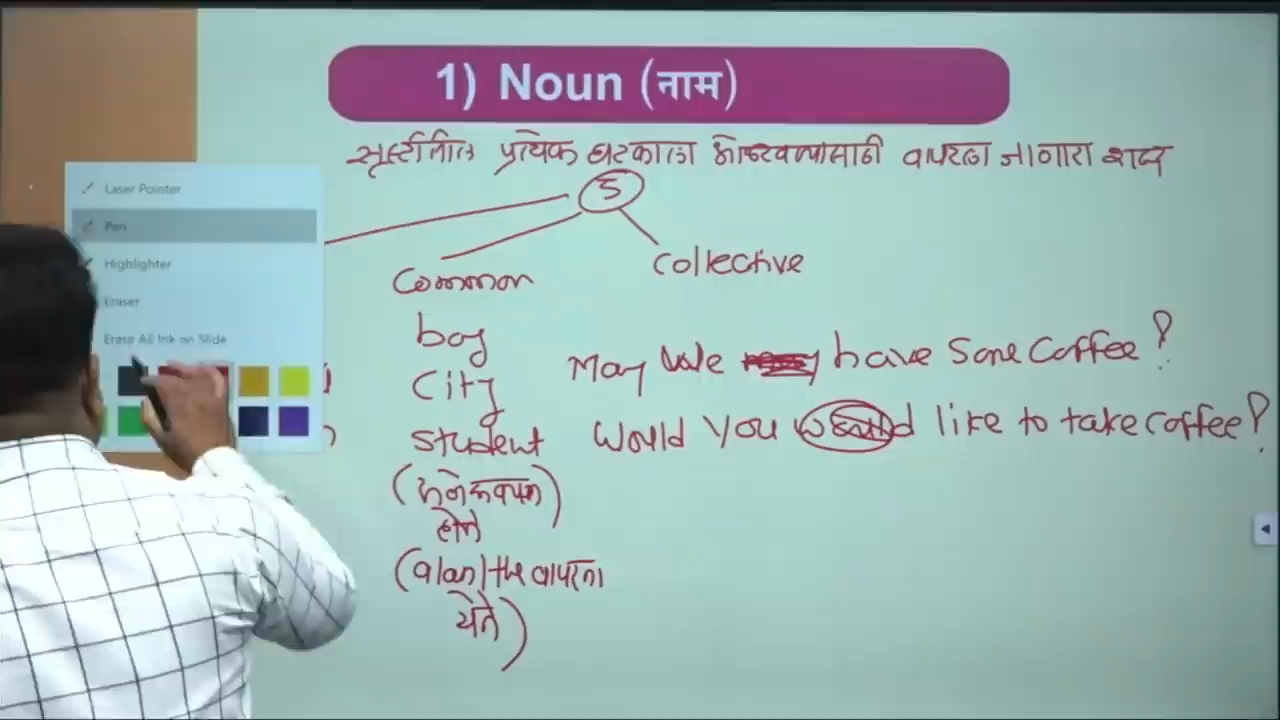 1) Noun (नाम)
सृष्टीतील प्रत्येक घटकाला ओळखण्यासाठी वापरला जाणारा शब्द
5
Laser Pointer
Pen
Highlighter
Eraser
Erase All Ink on Slide
Common
Collective
boy
City
student
(अनेकवचन)
होते
(a/an)the वापरता
येते)
May we have Some Coffee?
Would You would like to take coffee?